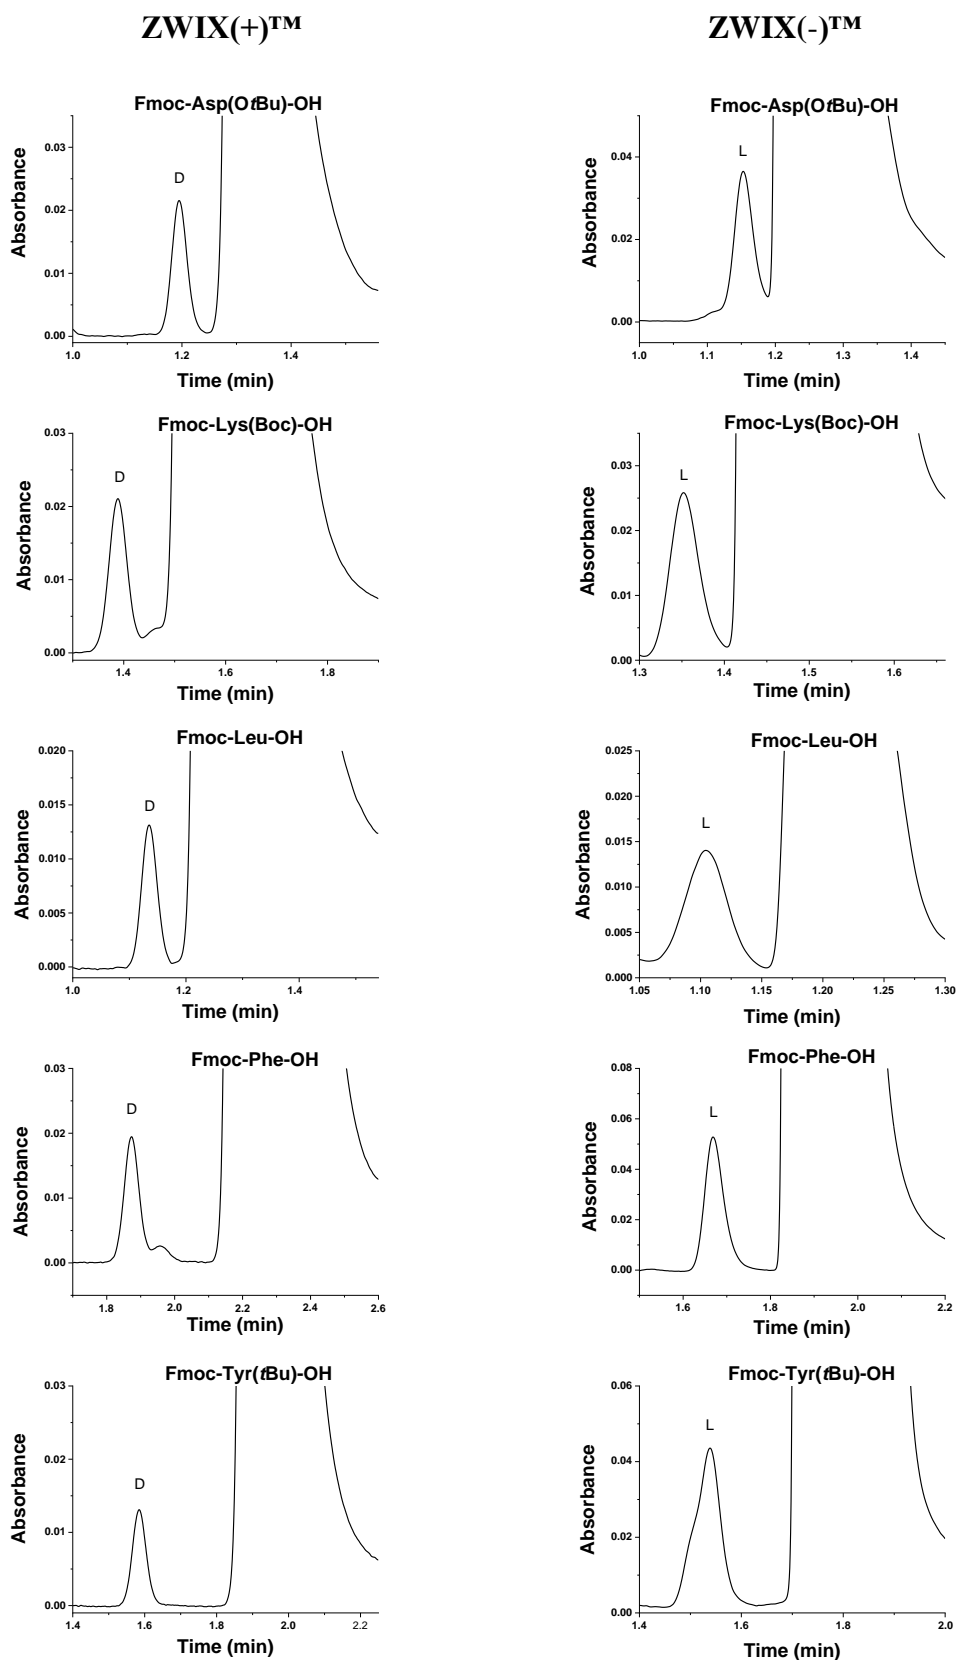 ZWIX(+)™ ZWIX(-)™
Fmoc-Asp(OtBu)-OH
D
Absorbance
0.03
0.02
0.01
0.00
1.0 1.2 1.4
Time (min)
Fmoc-Asp(OtBu)-OH
L
Absorbance
0.04
0.02
0.00
1.0 1.1 1.2 1.3 1.4
Time (min)
Fmoc-Lys(Boc)-OH
D
Absorbance
0.03
0.02
0.01
0.00
1.4 1.6 1.8
Time (min)
Fmoc-Lys(Boc)-OH
L
Absorbance
0.03
0.02
0.01
0.00
1.3 1.4 1.5 1.6
Time (min)
Fmoc-Leu-OH
D
Absorbance
0.020
0.015
0.010
0.005
0.000
1.0 1.2 1.4
Time (min)
Fmoc-Leu-OH
L
Absorbance
0.025
0.020
0.015
0.010
0.005
0.000
1.05 1.10 1.15 1.20 1.25 1.30
Time (min)
Fmoc-Phe-OH
D
Absorbance
0.03
0.02
0.01
0.00
1.8 2.0 2.2 2.4 2.6
Time (min)
Fmoc-Phe-OH
L
Absorbance
0.08
0.06
0.04
0.02
0.00
1.6 1.8 2.0 2.2
Time (min)
Fmoc-Tyr(tBu)-OH
D
Absorbance
0.03
0.02
0.01
0.00
1.4 1.6 1.8 2.0 2.2
Time (min)
Fmoc-Tyr(tBu)-OH
L
Absorbance
0.06
0.04
0.02
0.00
1.4 1.6 1.8 2.0
Time (min)